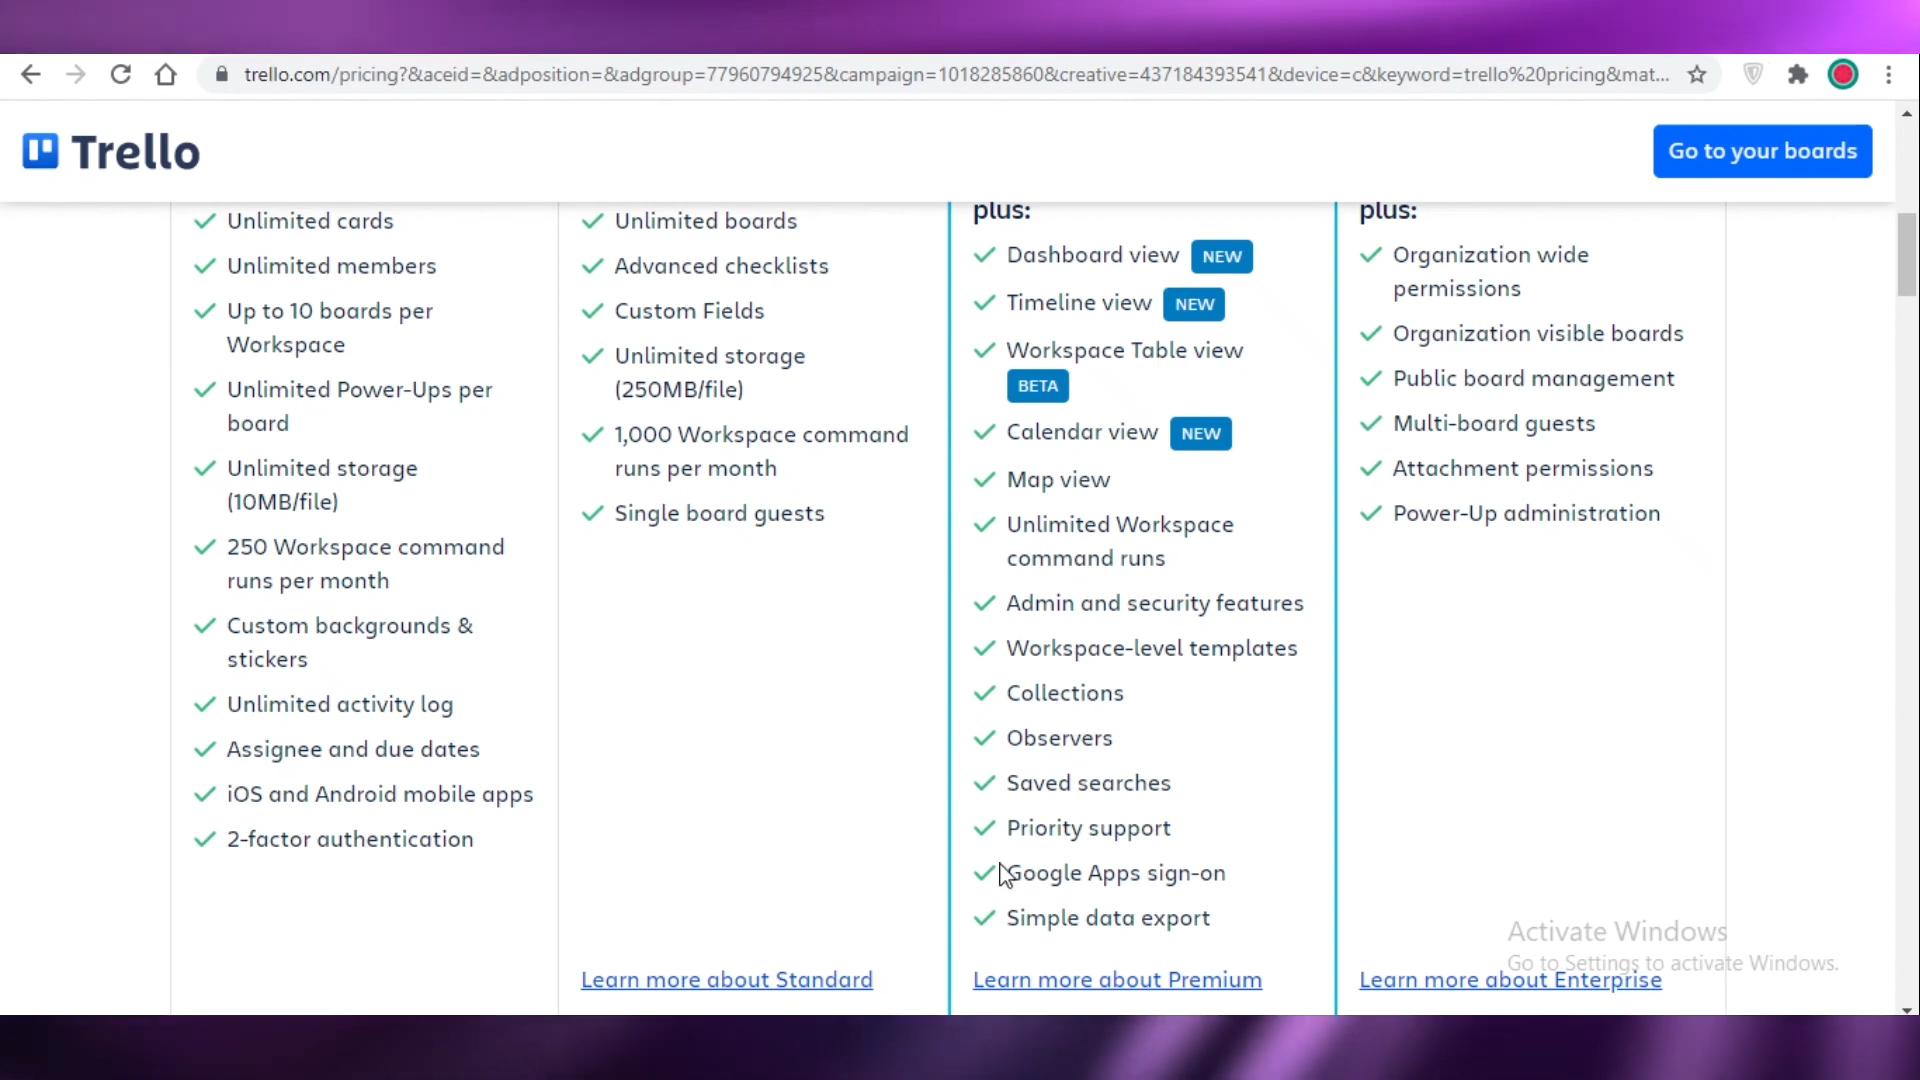 trello.com/pricing?&aceid=&adposition=&adgroup=77960794925&campaign=1018285860&creative=437184393541&device=c&keyword=trello%20pricing&mat...
Trello
Go to your boards
Unlimited cards
Unlimited members
Up to 10 boards per
Workspace
Unlimited Power-Ups per
board
Unlimited storage
(10MB/file)
250 Workspace command
runs per month
Custom backgrounds &
stickers
Unlimited activity log
Assignee and due dates
iOS and Android mobile apps
2-factor authentication
Unlimited boards
Advanced checklists
Custom Fields
Unlimited storage
(250MB/file)
1,000 Workspace command
runs per month
Single board guests
Learn more about Standard
plus:
Dashboard view NEW
Timeline view NEW
Workspace Table view
BETA
Calendar view NEW
Map view
Unlimited Workspace
command runs
Admin and security features
Workspace-level templates
Collections
Observers
Saved searches
Priority support
Google Apps sign-on
Simple data export
Learn more about Premium
plus:
Organization wide
permissions
Organization visible boards
Public board management
Multi-board guests
Attachment permissions
Power-Up administration
Learn more about Enterprise
Activate Windows
Go to Settings to activate Windows.